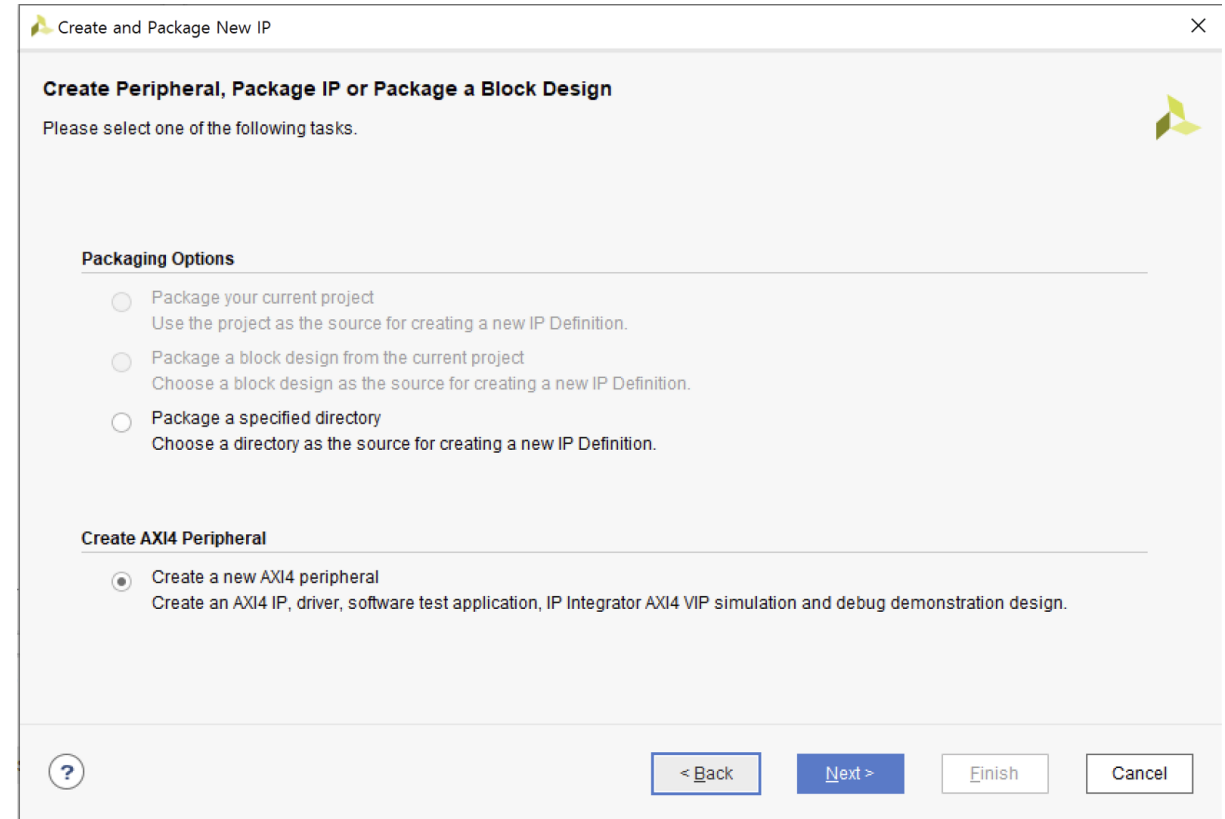 Create and Package New IP
Create Peripheral, Package IP or Package a Block Design
Please select one of the following tasks.
Packaging Options
Package your current project
Use the project as the source for creating a new IP Definition.
Package a block design from the current project
Choose a block design as the source for creating a new IP Definition.
Package a specified directory
Choose a directory as the source for creating a new IP Definition.
Create AXI4 Peripheral
Create a new AXI4 peripheral
Create an AXI4 IP, driver, software test application, IP Integrator AXI4 VIP simulation and debug demonstration design.
? < Back Next > Finish Cancel